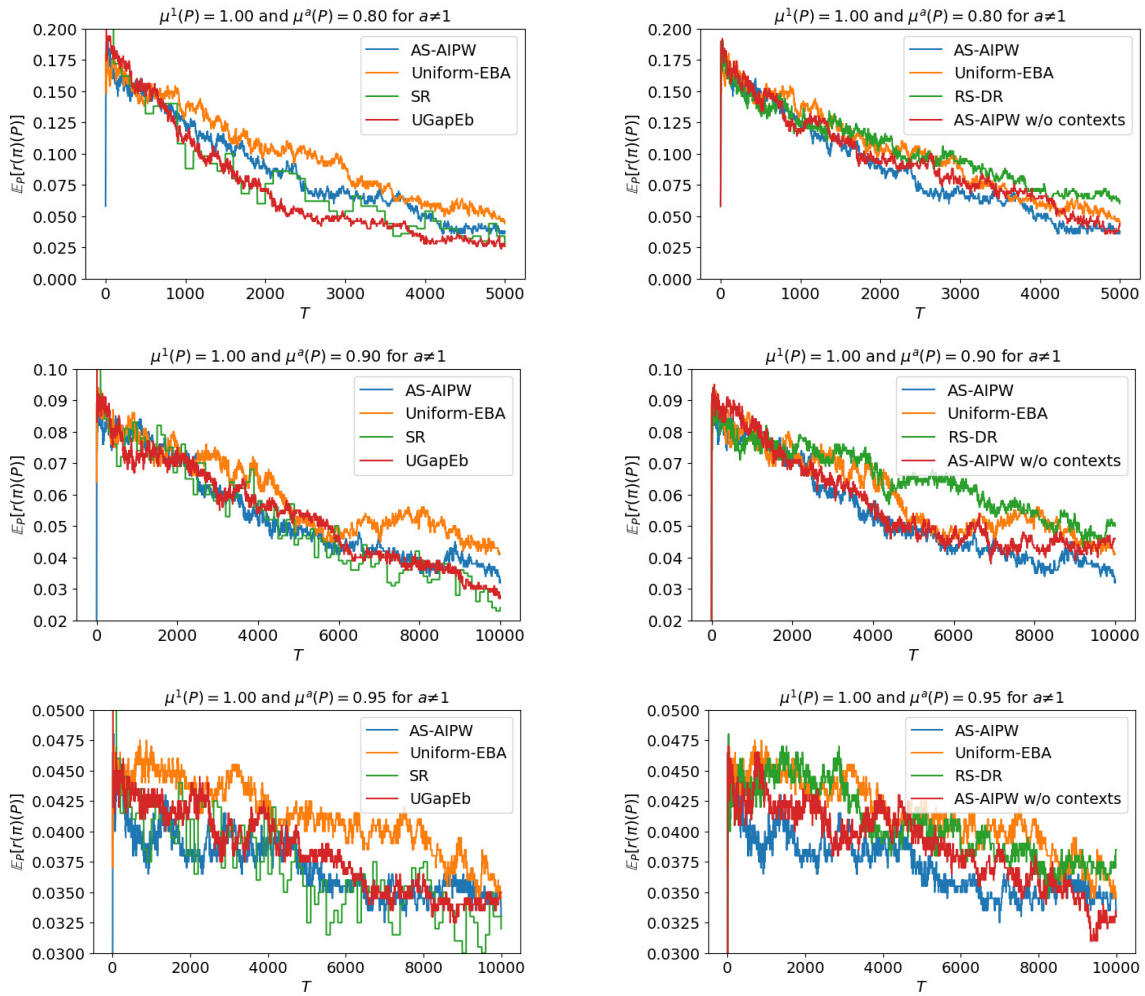 μ¹(P) = 1.00 and μᵃ(P) = 0.80 for a≠1
𝔼_P[r(π)(P)]
0.200
0.175
0.150
0.125
0.100
0.075
0.050
0.025
0.000
AS-AIPW
Uniform-EBA
SR
UGapEb
0 1000 2000 3000 4000 5000
T
μ¹(P) = 1.00 and μᵃ(P) = 0.80 for a≠1
𝔼_P[r(π)(P)]
0.200
0.175
0.150
0.125
0.100
0.075
0.050
0.025
0.000
AS-AIPW
Uniform-EBA
RS-DR
AS-AIPW w/o contexts
0 1000 2000 3000 4000 5000
T
μ¹(P) = 1.00 and μᵃ(P) = 0.90 for a≠1
𝔼_P[r(π)(P)]
0.10
0.09
0.08
0.07
0.06
0.05
0.04
0.03
0.02
AS-AIPW
Uniform-EBA
SR
UGapEb
0 2000 4000 6000 8000 10000
T
μ¹(P) = 1.00 and μᵃ(P) = 0.90 for a≠1
𝔼_P[r(π)(P)]
0.10
0.09
0.08
0.07
0.06
0.05
0.04
0.03
0.02
AS-AIPW
Uniform-EBA
RS-DR
AS-AIPW w/o contexts
0 2000 4000 6000 8000 10000
T
μ¹(P) = 1.00 and μᵃ(P) = 0.95 for a≠1
𝔼_P[r(π)(P)]
0.0500
0.0475
0.0450
0.0425
0.0400
0.0375
0.0350
0.0325
0.0300
AS-AIPW
Uniform-EBA
SR
UGapEb
0 2000 4000 6000 8000 10000
T
μ¹(P) = 1.00 and μᵃ(P) = 0.95 for a≠1
𝔼_P[r(π)(P)]
0.0500
0.0475
0.0450
0.0425
0.0400
0.0375
0.0350
0.0325
0.0300
AS-AIPW
Uniform-EBA
RS-DR
AS-AIPW w/o contexts
0 2000 4000 6000 8000 10000
T